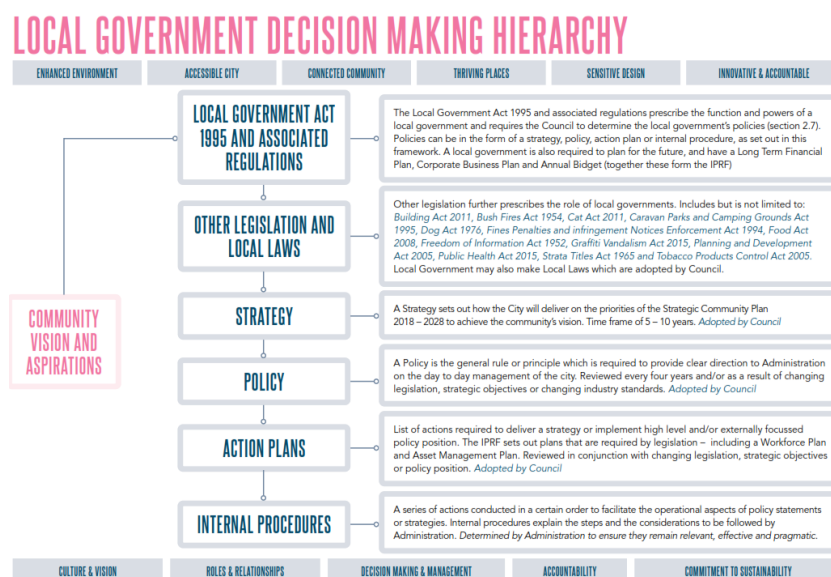 LOCAL GOVERNMENT DECISION MAKING HIERARCHY
ENHANCED ENVIRONMENT
ACCESSIBLE CITY
CONNECTED COMMUNITY
THRIVING PLACES
SENSITIVE DESIGN
INNOVATIVE & ACCOUNTABLE
COMMUNITY
VISION AND
ASPIRATIONS
LOCAL GOVERNMENT ACT
1995 AND ASSOCIATED
REGULATIONS
The Local Government Act 1995 and associated regulations prescribe the function and powers of a
local government and requires the Council to determine the local government's policies (section 2.7).
Policies can be in the form of a strategy, policy, action plan or internal procedure, as set out in this
framework. A local government is also required to plan for the future, and have a Long Term Financial
Plan, Corporate Business Plan and Annual Budget (together these form the IPRF)
OTHER LEGISLATION AND
LOCAL LAWS
Other legislation further prescribes the role of local governments. Includes but is not limited to:
Building Act 2011, Bush Fires Act 1954, Cat Act 2011, Caravan Parks and Camping Grounds Act
1995, Dog Act 1976, Fines Penalties and infringement Notices Enforcement Act 1994, Food Act
2008, Freedom of Information Act 1952, Graffiti Vandalism Act 2015, Planning and Development
Act 2005, Public Health Act 2015, Strata Titles Act 1965 and Tobacco Products Control Act 2005.
Local Government may also make Local Laws which are adopted by Council.
STRATEGY
A Strategy sets out how the City will deliver on the priorities of the Strategic Community Plan
2018 – 2028 to achieve the community's vision. Time frame of 5 – 10 years. Adopted by Council
POLICY
A Policy is the general rule or principle which is required to provide clear direction to Administration
on the day to day management of the city. Reviewed every four years and/or as a result of changing
legislation, strategic objectives or changing industry standards. Adopted by Council
ACTION PLANS
List of actions required to deliver a strategy or implement high level and/or externally focussed
policy position. The IPRF sets out plans that are required by legislation – including a Workforce Plan
and Asset Management Plan. Reviewed in conjunction with changing legislation, strategic objectives
or policy position. Adopted by Council
INTERNAL PROCEDURES
A series of actions conducted in a certain order to facilitate the operational aspects of policy statements
or strategies. Internal procedures explain the steps and the considerations to be followed by
Administration. Determined by Administration to ensure they remain relevant, effective and pragmatic.
CULTURE & VISION
ROLES & RELATIONSHIPS
DECISION MAKING & MANAGEMENT
ACCOUNTABILITY
COMMITMENT TO SUSTAINABILITY